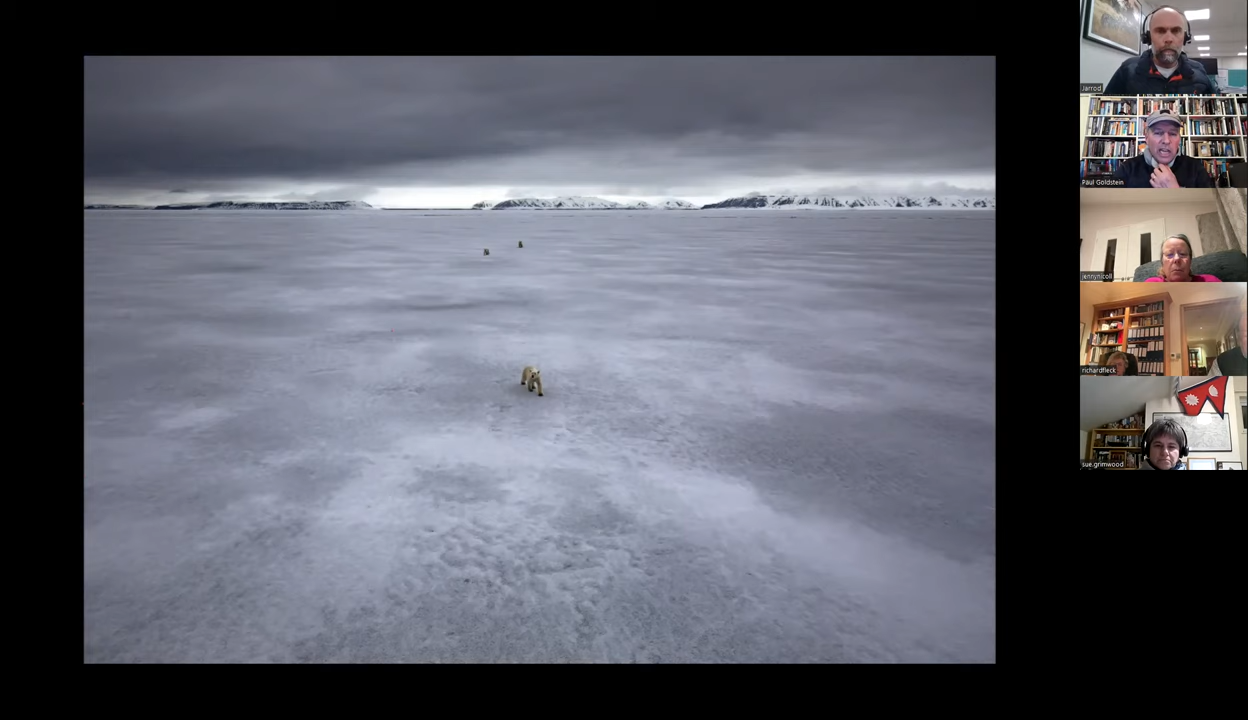 Jarrod
Paul Goldstein
jennynicoll
richardfleck
sue.grimwood